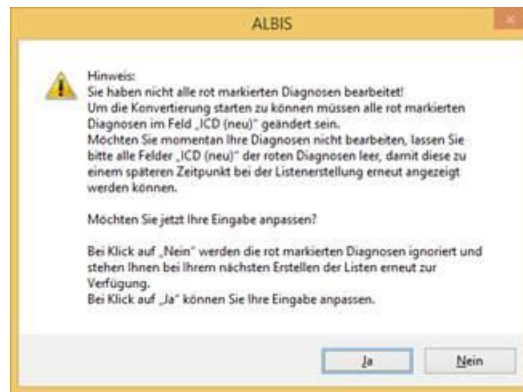 ALBIS
Hinweis:
Sie haben nicht alle rot markierten Diagnosen bearbeitet!
Um die Konvertierung starten zu können müssen alle rot markierten
Diagnosen im Feld „ICD (neu)" geändert sein.
Möchten Sie momentan Ihre Diagnosen nicht bearbeiten, lassen Sie
bitte alle Felder „ICD (neu)" der roten Diagnosen leer, damit diese zu
einem späteren Zeitpunkt bei der Listenerstellung erneut angezeigt
werden können.
Möchten Sie jetzt Ihre Eingabe anpassen?
Bei Klick auf „Nein" werden die rot markierten Diagnosen ignoriert und
stehen Ihnen bei Ihrem nächsten Erstellen der Listen erneut zur
Verfügung.
Bei Klick auf „Ja" können Sie Ihre Eingabe anpassen.
Ja
Nein